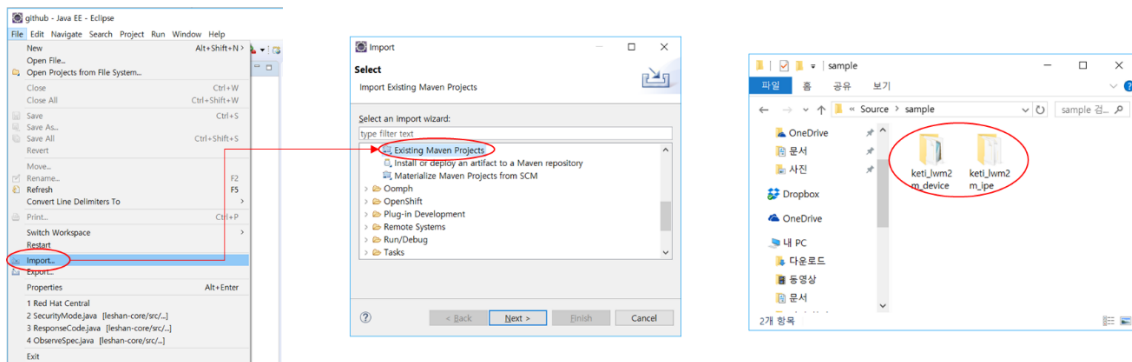 github - Java EE - Eclipse
File Edit Navigate Search Project Run Window Help
New Alt+Shift+N >
Open File...
Open Projects from File System...
Close Ctrl+W
Close All Ctrl+Shift+W
Save Ctrl+S
Save As...
Save All Ctrl+Shift+S
Revert
Move...
Rename... F2
Refresh F5
Convert Line Delimiters To >
Print... Ctrl+P
Switch Workspace >
Restart
Import...
Export...
Properties Alt+Enter
1 Red Hat Central
2 SecurityMode.java [leshan-core/src/...]
3 ResponseCode.java [leshan-core/src/...]
4 ObserveSpec.java [leshan-core/src/...]
Exit
Import
Select
Import Existing Maven Projects
Select an import wizard:
type filter text
Existing Maven Projects
Install or deploy an artifact to a Maven repository
Materialize Maven Projects from SCM
> Oomph
> OpenShift
> Plug-in Development
> Remote Systems
> Run/Debug
> Tasks
< Back Next > Finish Cancel
sample
파일 홈 공유 보기
« Source > sample sample 검...
OneDrive
문서
사진
Dropbox
OneDrive
내 PC
다운로드
동영상
문서
keti_lwm2
m_device
keti_lwm2
m_ipe
2개 항목